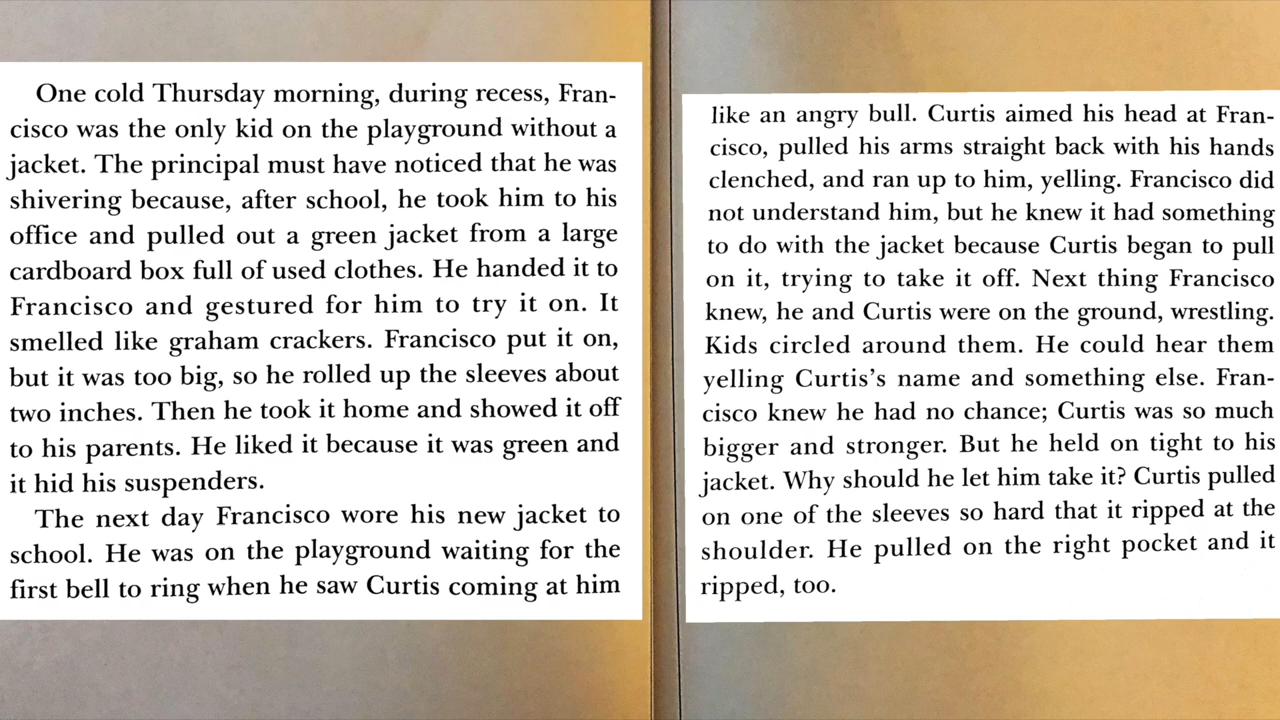 One cold Thursday morning, during recess, Fran-
cisco was the only kid on the playground without a
jacket. The principal must have noticed that he was
shivering because, after school, he took him to his
office and pulled out a green jacket from a large
cardboard box full of used clothes. He handed it to
Francisco and gestured for him to try it on. It
smelled like graham crackers. Francisco put it on,
but it was too big, so he rolled up the sleeves about
two inches. Then he took it home and showed it off
to his parents. He liked it because it was green and
it hid his suspenders.
The next day Francisco wore his new jacket to
school. He was on the playground waiting for the
first bell to ring when he saw Curtis coming at him
like an angry bull. Curtis aimed his head at Fran-
cisco, pulled his arms straight back with his hands
clenched, and ran up to him, yelling. Francisco did
not understand him, but he knew it had something
to do with the jacket because Curtis began to pull
on it, trying to take it off. Next thing Francisco
knew, he and Curtis were on the ground, wrestling.
Kids circled around them. He could hear them
yelling Curtis's name and something else. Fran-
cisco knew he had no chance; Curtis was so much
bigger and stronger. But he held on tight to his
jacket. Why should he let him take it? Curtis pulled
on one of the sleeves so hard that it ripped at the
shoulder. He pulled on the right pocket and it
ripped, too.